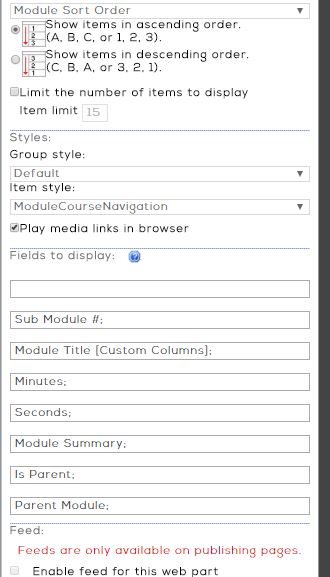 Module Sort Order
Show items in ascending order.
(A, B, C, or 1, 2, 3).
Show items in descending order.
(C, B, A, or 3, 2, 1).
Limit the number of items to display
Item limit 15
Styles:
Group style:
Default
Item style:
ModuleCourseNavigation
Play media links in browser
Fields to display:
Sub Module #;
Module Title [Custom Columns];
Minutes;
Seconds;
Module Summary;
Is Parent;
Parent Module;
Feed:
Feeds are only available on publishing pages.
Enable feed for this web part